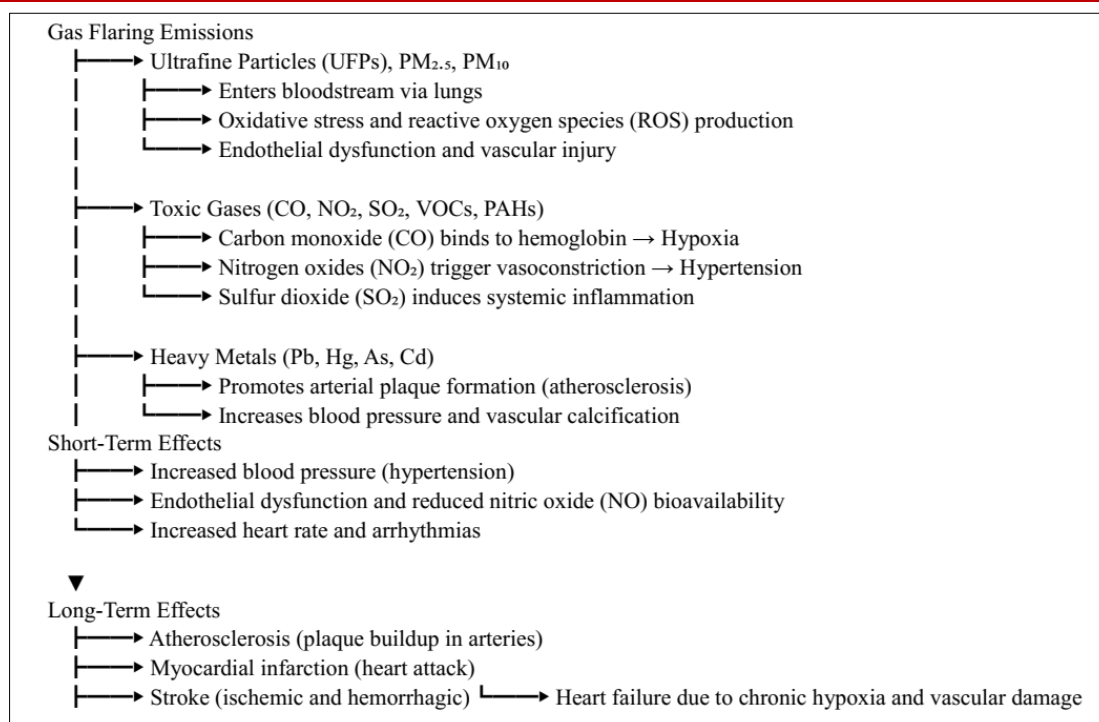 Gas Flaring Emissions
Ultrafine Particles (UFPs), PM₂.₅, PM₁₀
Enters bloodstream via lungs
Oxidative stress and reactive oxygen species (ROS) production
Endothelial dysfunction and vascular injury
Toxic Gases (CO, NO₂, SO₂, VOCs, PAHs)
Carbon monoxide (CO) binds to hemoglobin → Hypoxia
Nitrogen oxides (NO₂) trigger vasoconstriction → Hypertension
Sulfur dioxide (SO₂) induces systemic inflammation
Heavy Metals (Pb, Hg, As, Cd)
Promotes arterial plaque formation (atherosclerosis)
Increases blood pressure and vascular calcification
Short-Term Effects
Increased blood pressure (hypertension)
Endothelial dysfunction and reduced nitric oxide (NO) bioavailability
Increased heart rate and arrhythmias
Long-Term Effects
Atherosclerosis (plaque buildup in arteries)
Myocardial infarction (heart attack)
Stroke (ischemic and hemorrhagic) Heart failure due to chronic hypoxia and vascular damage